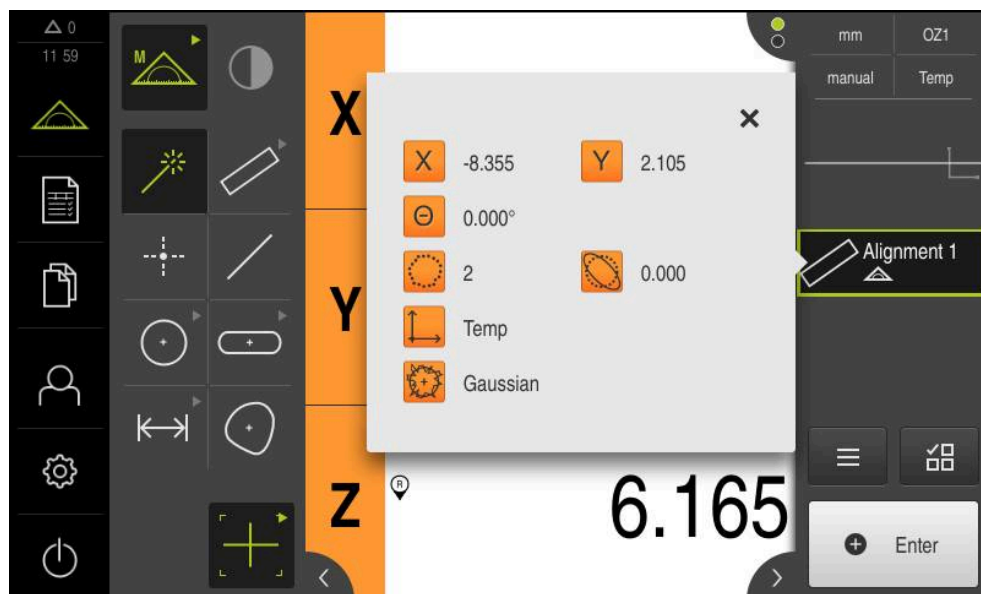 0
11 59
M
X
Y
Z
R
6.165
X -8.355 Y 2.105
Θ 0.000°
2 0.000
Temp
Gaussian
mm OZ1
manual Temp
Alignment 1
Enter